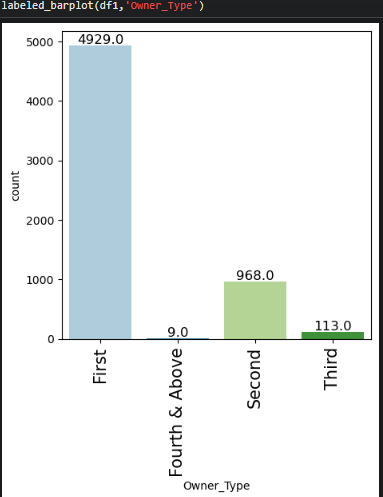 labeled_barplot(df1,'Owner_Type')
5000
4929.0
4000
3000
count
2000
1000
968.0
113.0
9.0
0
First
Fourth & Above
Second
Third
Owner_Type